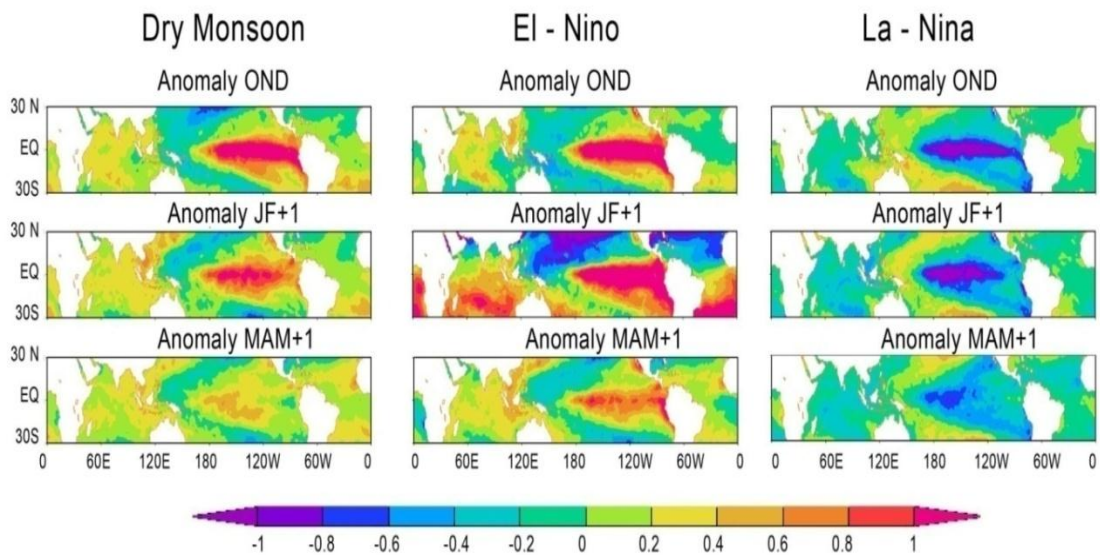 Dry Monsoon El - Nino La - Nina
Anomaly OND Anomaly OND Anomaly OND
30 N
EQ
30S
Anomaly JF+1 Anomaly JF+1 Anomaly JF+1
30 N
EQ
30S
Anomaly MAM+1 Anomaly MAM+1 Anomaly MAM+1
30 N
EQ
30S
0 60E 120E 180 120W 60W 0 0 60E 120E 180 120W 60W 0 0 60E 120E 180 120W 60W 0
-1 -0.8 -0.6 -0.4 -0.2 0 0.2 0.4 0.6 0.8 1